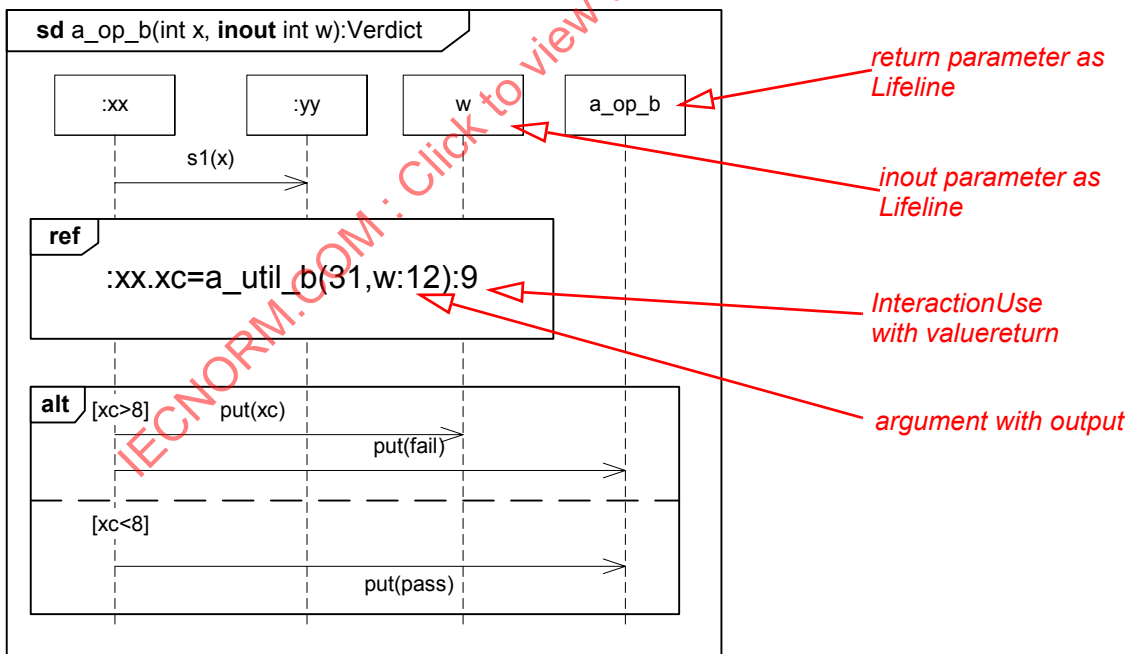 sd a_op_b(int x, inout int w):Verdict
:xx
:yy
w
a_op_b
return parameter as
Lifeline
s1(x)
inout parameter as
Lifeline
ref
:xx.xc=a_util_b(31,w:12):9
InteractionUse
with valuereturn
alt
[xc>8]
put(xc)
argument with output
put(fail)
[xc<8]
put(pass)
IECNORM.COM : Click to view